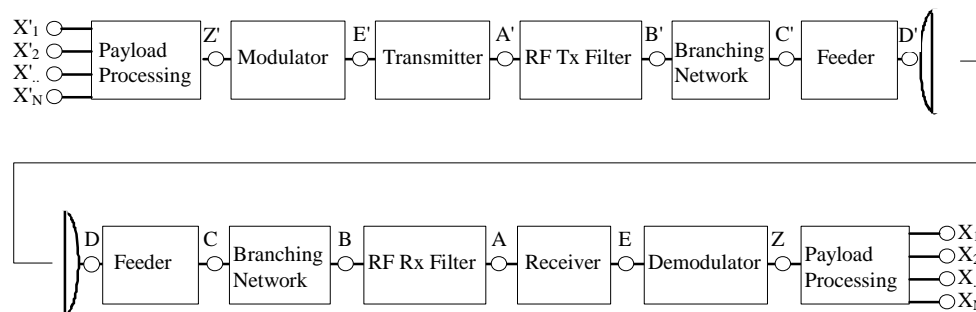 X'1
X'2
X'..
X'N
Payload
Processing
Z'
Modulator
E'
Transmitter
A'
RF Tx Filter
B'
Branching
Network
C'
Feeder
D'
D
Feeder
C
Branching
Network
B
RF Rx Filter
A
Receiver
E
Demodulator
Z
Payload
Processing
X
X
X
X